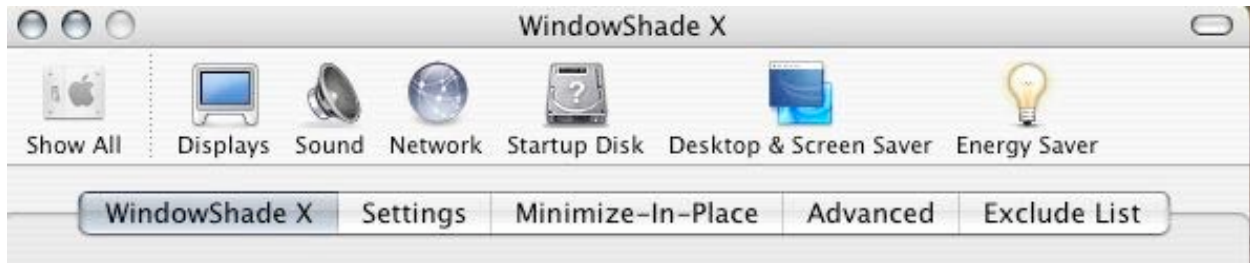 WindowShade X
Show All Displays Sound Network Startup Disk Desktop & Screen Saver Energy Saver
WindowShade X Settings Minimize-In-Place Advanced Exclude List